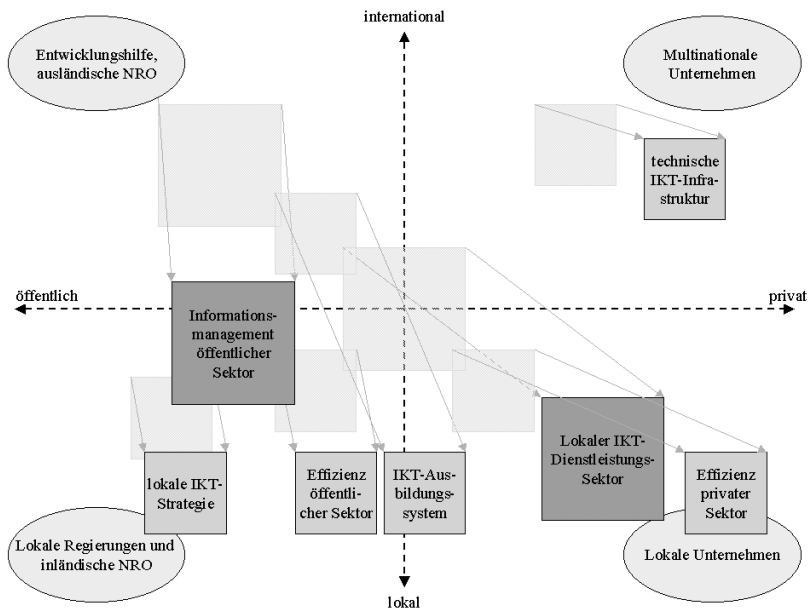 international
Entwicklungshilfe,
ausländische NRO
Multinationale
Unternehmen
technische
IKT-Infra-
struktur
öffentlich
privat
Informations-
management
öffentlicher
Sektor
Lokaler IKT-
Dienstleistungs-
Sektor
lokale IKT-
Strategie
Effizienz
öffentli-
cher Sektor
IKT-Aus-
bildungs-
system
Effizienz
privater
Sektor
Lokale Regierungen und
inländische NRO
Lokale Unternehmen
lokal